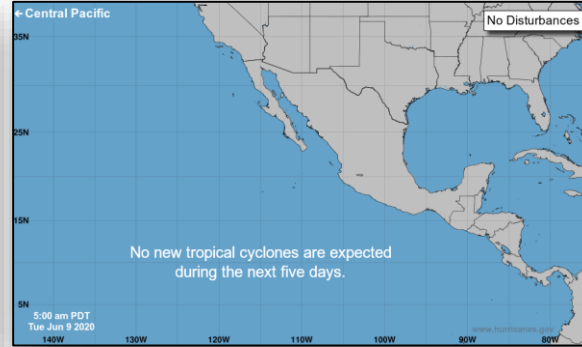 ← Central Pacific
No Disturbances
35N
25N
15N
No new tropical cyclones are expected
during the next five days.
5N
5:00 am PDT
Tue Jun 9 2020
www.hurricanes.gov
140W 130W 120W 110W 100W 90W 80W